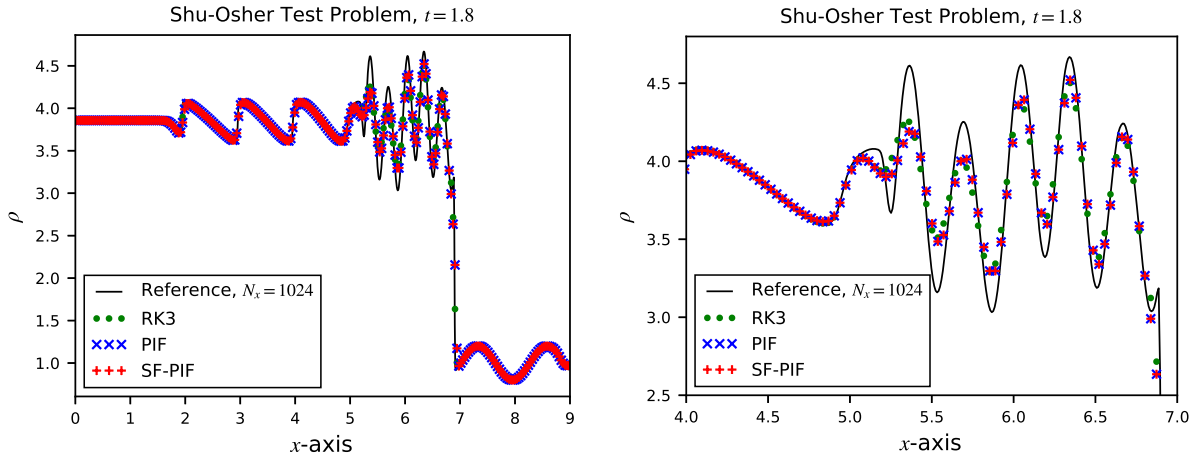 Shu-Osher Test Problem, t = 1.8
4.5
4.0
3.5
3.0
2.5
2.0
1.5
1.0
ρ
Reference, Nx = 1024
RK3
PIF
SF-PIF
0 1 2 3 4 5 6 7 8 9
x-axis
Shu-Osher Test Problem, t = 1.8
4.5
4.0
3.5
3.0
2.5
ρ
Reference, Nx = 1024
RK3
PIF
SF-PIF
4.0 4.5 5.0 5.5 6.0 6.5 7.0
x-axis